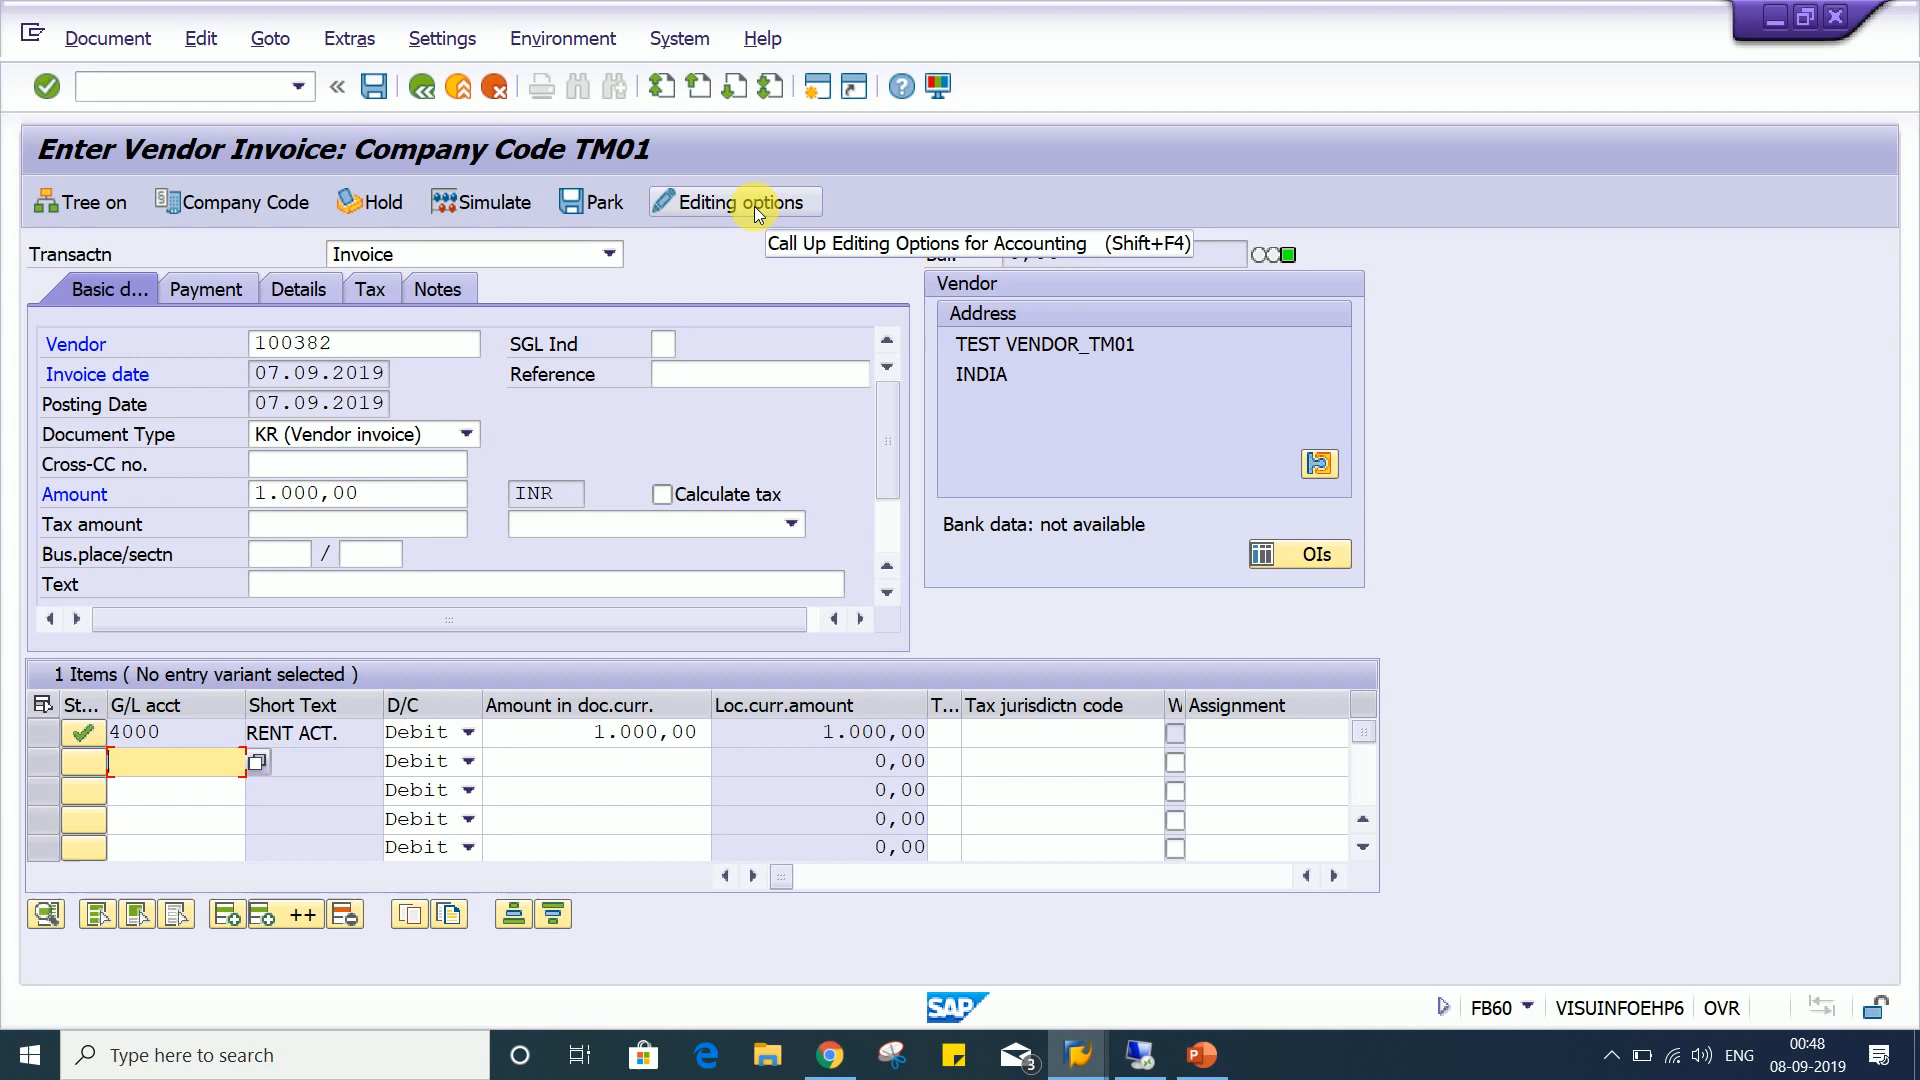 Document Edit Goto Extras Settings Environment System Help
Enter Vendor Invoice: Company Code TM01
Tree on Company Code Hold Simulate Park Editing options
Call Up Editing Options for Accounting (Shift+F4)
Transactn Invoice
Basic d... Payment Details Tax Notes
Vendor 100382 SGL Ind
Invoice date 07.09.2019 Reference
Posting Date 07.09.2019
Document Type KR (Vendor invoice)
Cross-CC no.
Amount 1.000,00 INR Calculate tax
Tax amount
Bus.place/sectn /
Text
Vendor
Address
TEST VENDOR_TM01
INDIA
Bank data: not available
OIs
1 Items ( No entry variant selected )
St... G/L acct Short Text D/C Amount in doc.curr. Loc.curr.amount T... Tax jurisdictn code W Assignment
4000 RENT ACT. Debit 1.000,00 1.000,00
Debit 0,00
Debit 0,00
Debit 0,00
Debit 0,00
++
SAP
FB60 VISUINFOEHP6 OVR
Type here to search
3
ENG
00:48
08-09-2019